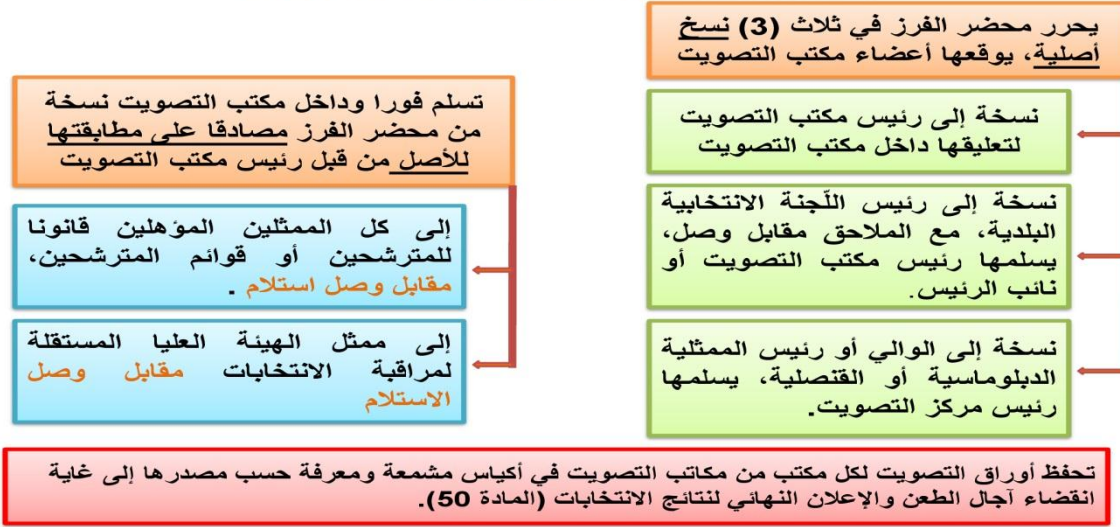 يحرر محضر الفرز في ثلاث (3) نسخ
أصلية، يوقعها أعضاء مكتب التصويت
نسخة إلى رئيس مكتب التصويت
لتعليقها داخل مكتب التصويت
نسخة إلى رئيس اللّجنة الانتخابية
البلدية، مع الملاحق مقابل وصل،
يسلمها رئيس مكتب التصويت أو
نائب الرئيس.
نسخة إلى الوالي أو رئيس الممثلية
الدبلوماسية أو القنصلية، يسلمها
رئيس مركز التصويت.
تسلم فورا وداخل مكتب التصويت نسخة
من محضر الفرز مصادقا على مطابقتها
للأصل من قبل رئيس مكتب التصويت
إلى كل الممثلين المؤهلين قانونا
للمترشحين أو قوائم المترشحين،
مقابل وصل استلام .
إلى ممثل الهيئة العليا المستقلة
لمراقبة الانتخابات مقابل وصل
الاستلام
تحفظ أوراق التصويت لكل مكتب من مكاتب التصويت في أكياس مشمعة ومعرفة حسب مصدرها إلى غاية
انقضاء آجال الطعن والإعلان النهائي لنتائج الانتخابات (المادة 50).